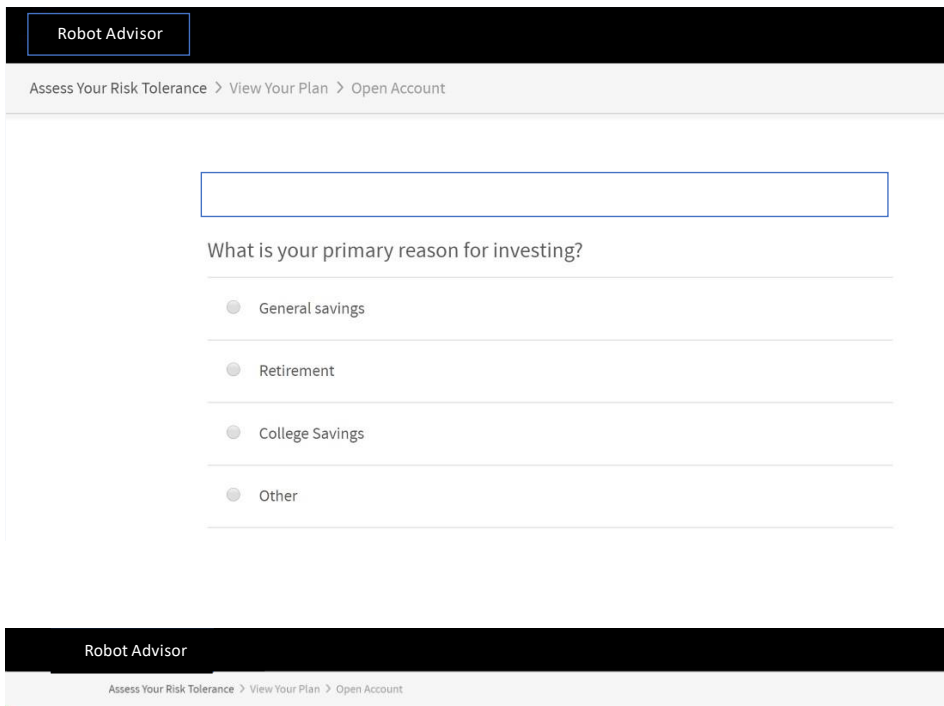 Robot Advisor
Assess Your Risk Tolerance > View Your Plan > Open Account
What is your primary reason for investing?
General savings
Retirement
College Savings
Other
Robot Advisor
Assess Your Risk Tolerance > View Your Plan > Open Account